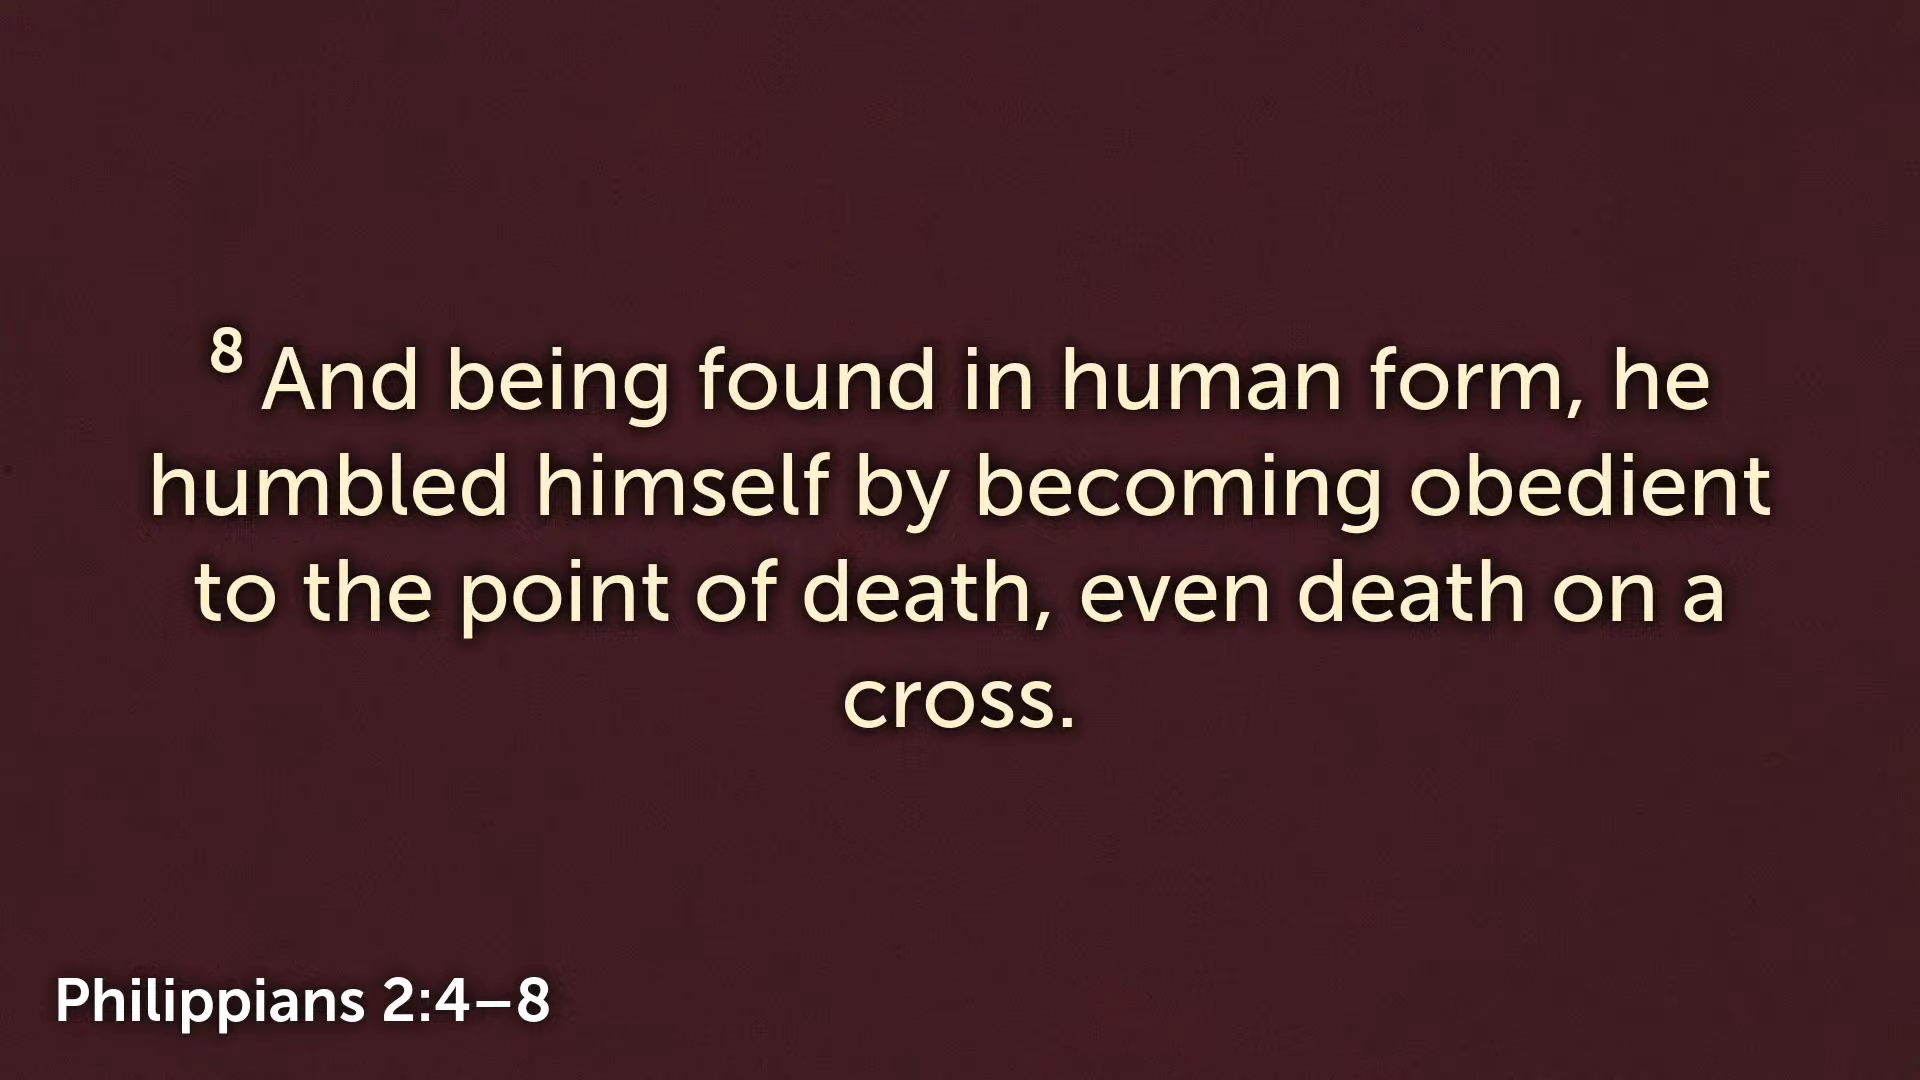 8 And being found in human form, he
humbled himself by becoming obedient
to the point of death, even death on a
cross.
Philippians 2:4–8